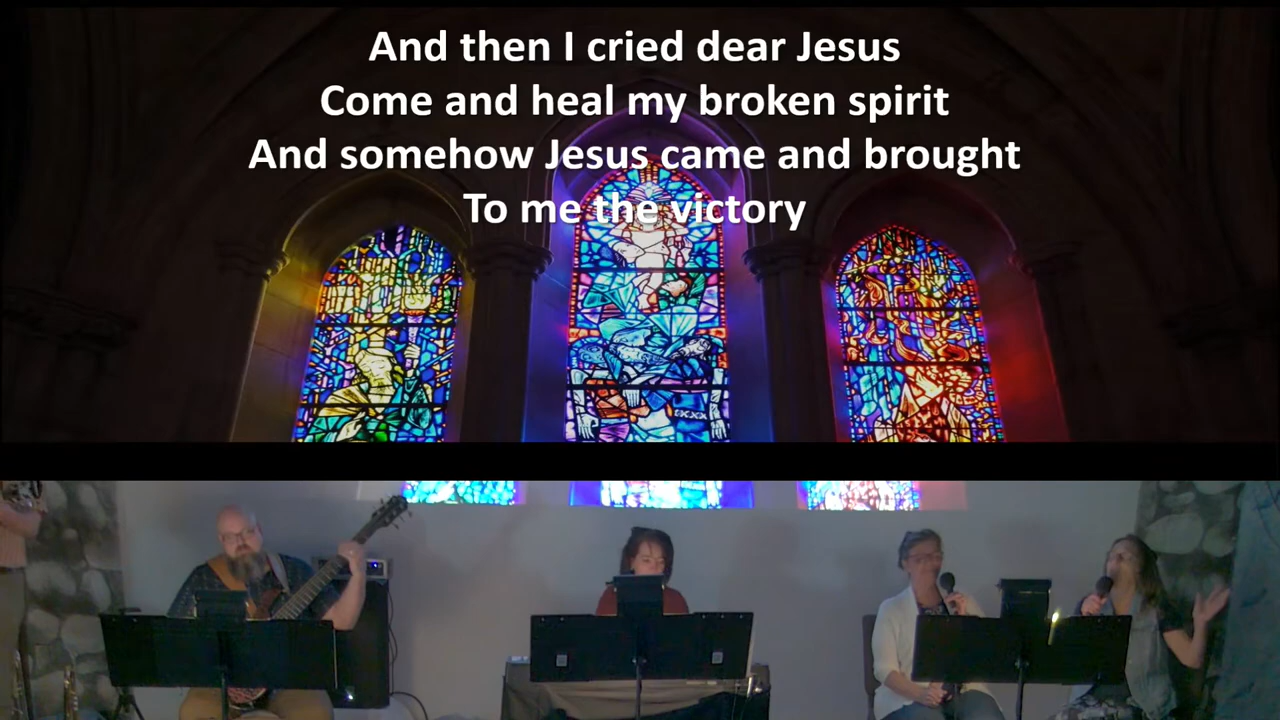 And then I cried dear Jesus
Come and heal my broken spirit
And somehow Jesus came and brought
To me the victory